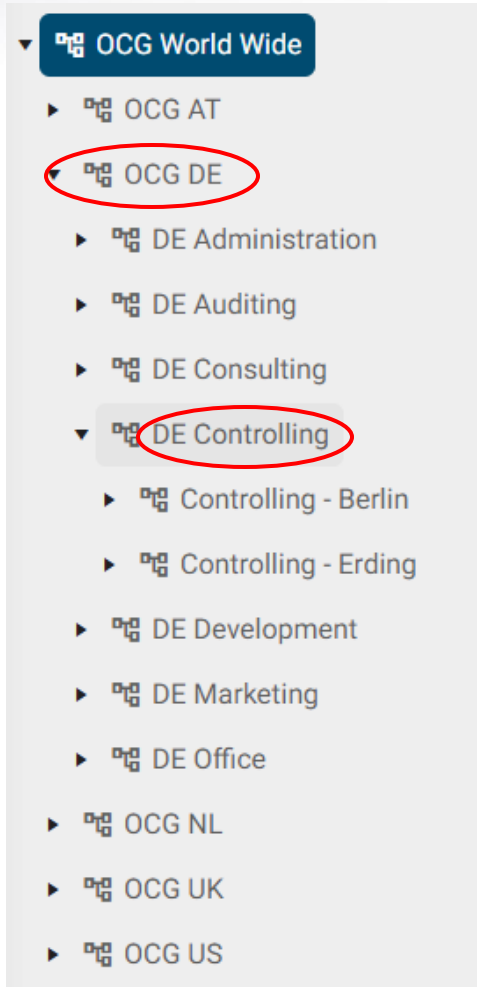 OCG World Wide
OCG AT
OCG DE
DE Administration
DE Auditing
DE Consulting
DE Controlling
Controlling - Berlin
Controlling - Erding
DE Development
DE Marketing
DE Office
OCG NL
OCG UK
OCG US